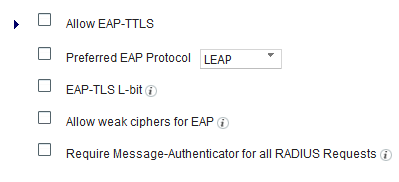 Allow EAP-TTLS
Preferred EAP Protocol LEAP
EAP-TLS L-bit i
Allow weak ciphers for EAP i
Require Message-Authenticator for all RADIUS Requests i